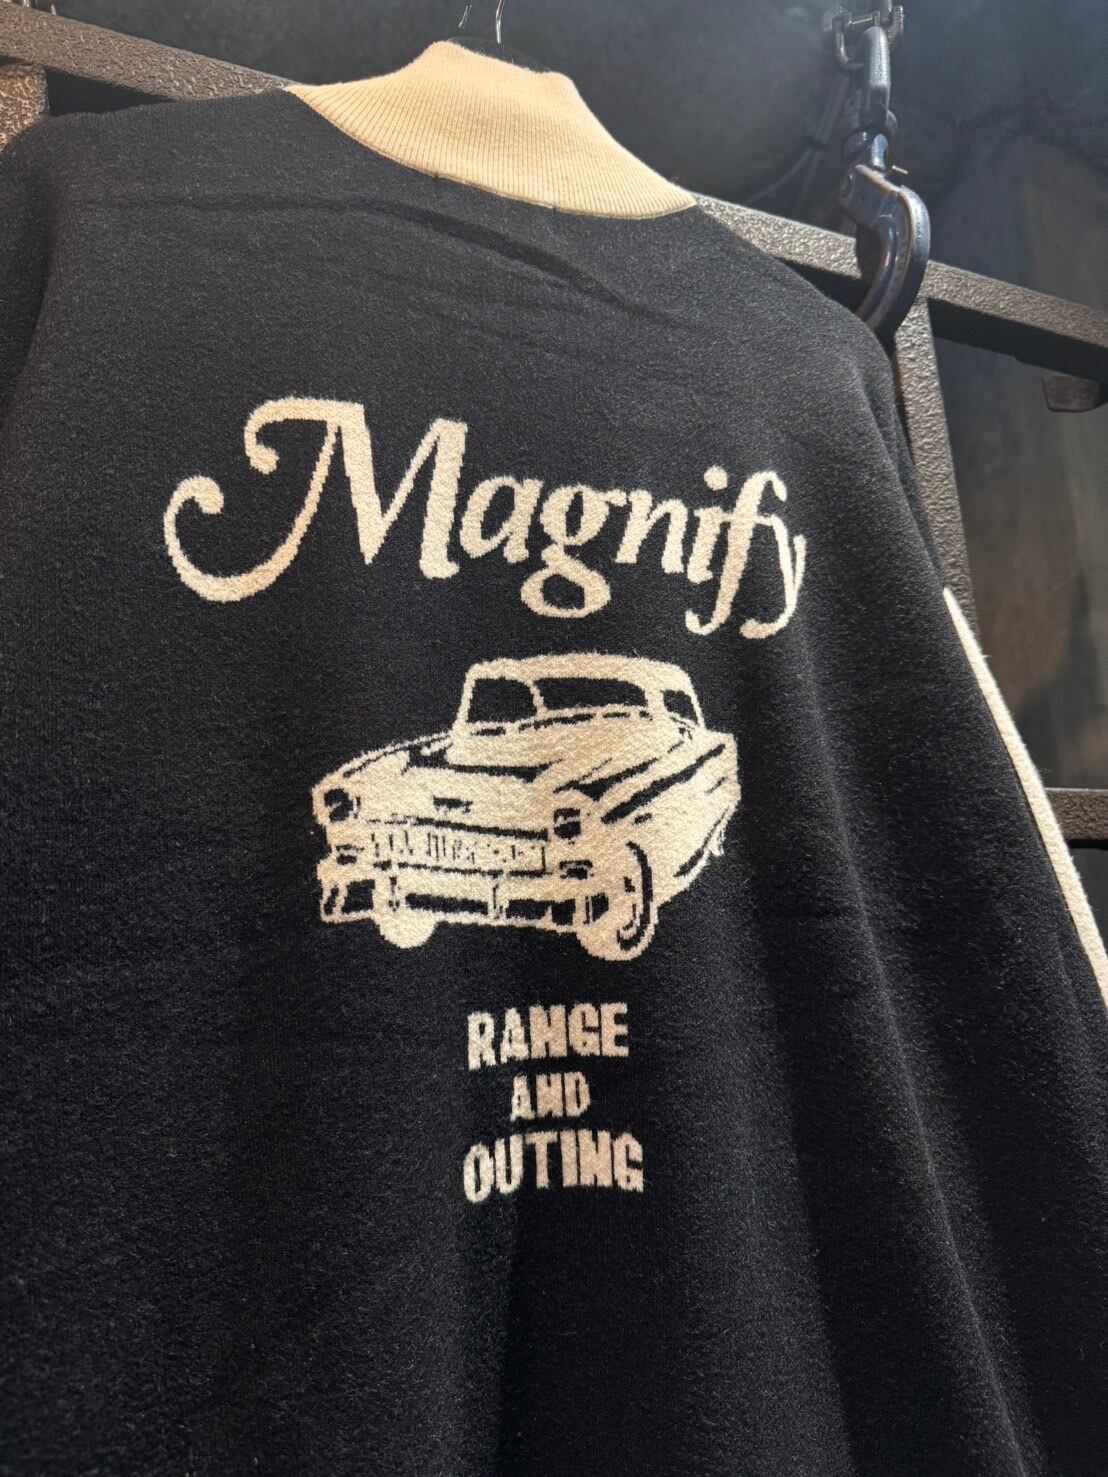 Magnify
RANGE
AND
OUTING